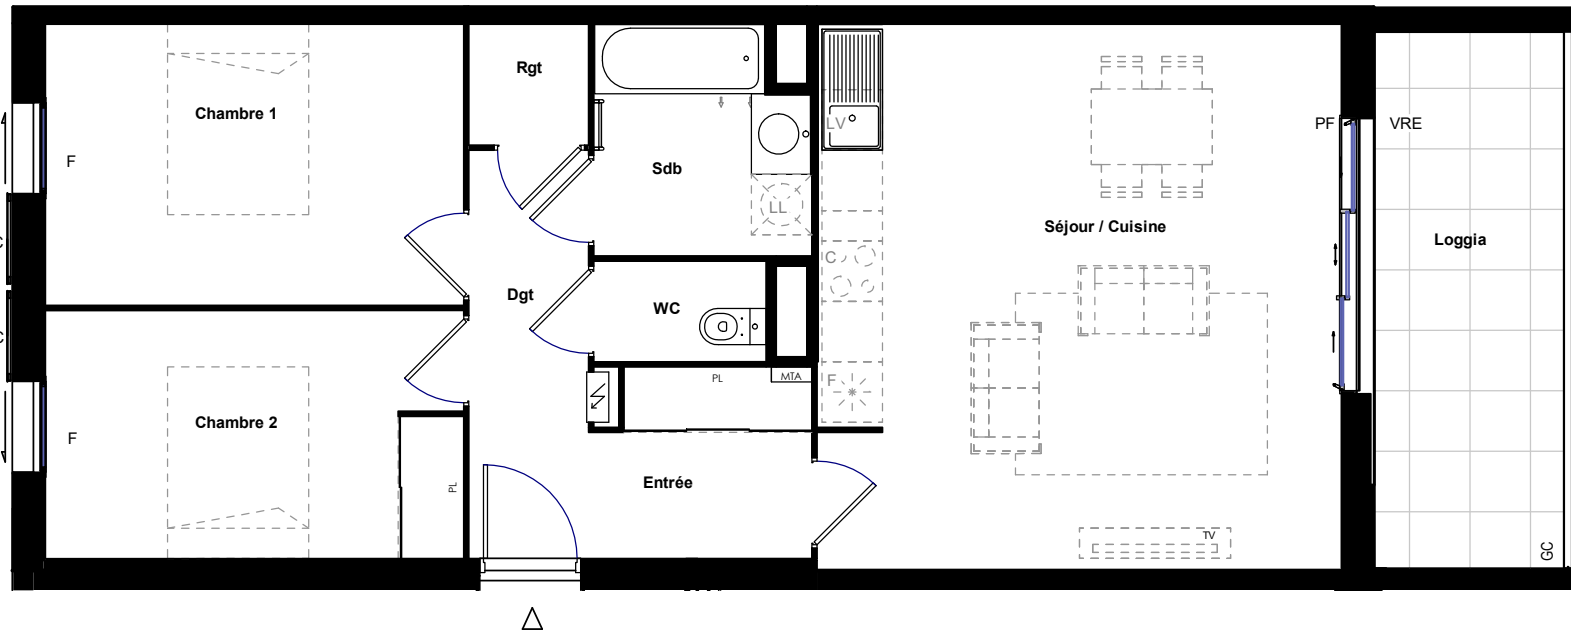 Rgt
Chambre 1
LV
PF
VRE
F
Sdb
LL
Séjour / Cuisine
Loggia
C
Dgt
WC
PL
MTA
F
Chambre 2
F
PL
Entrée
TV
GC